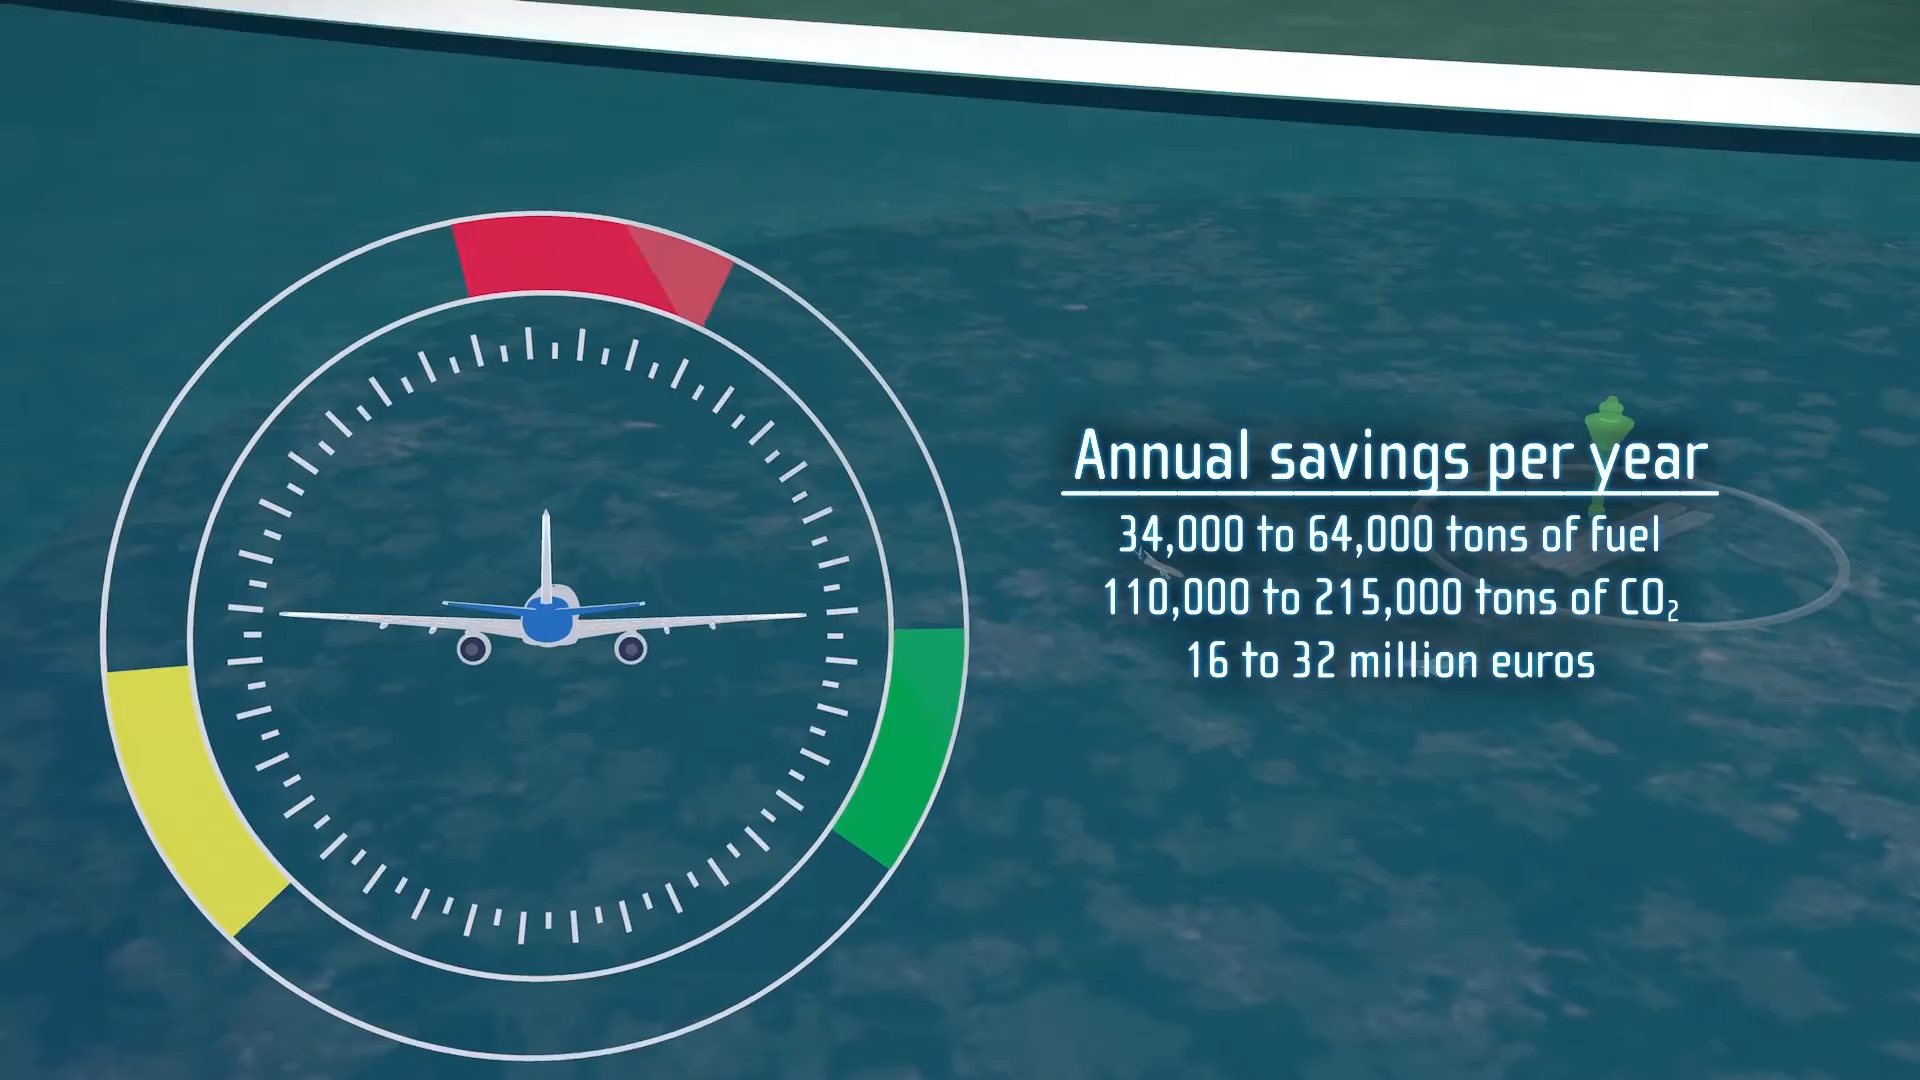 Annual savings per year
34,000 to 64,000 tons of fuel
110,000 to 215,000 tons of CO₂
16 to 32 million euros